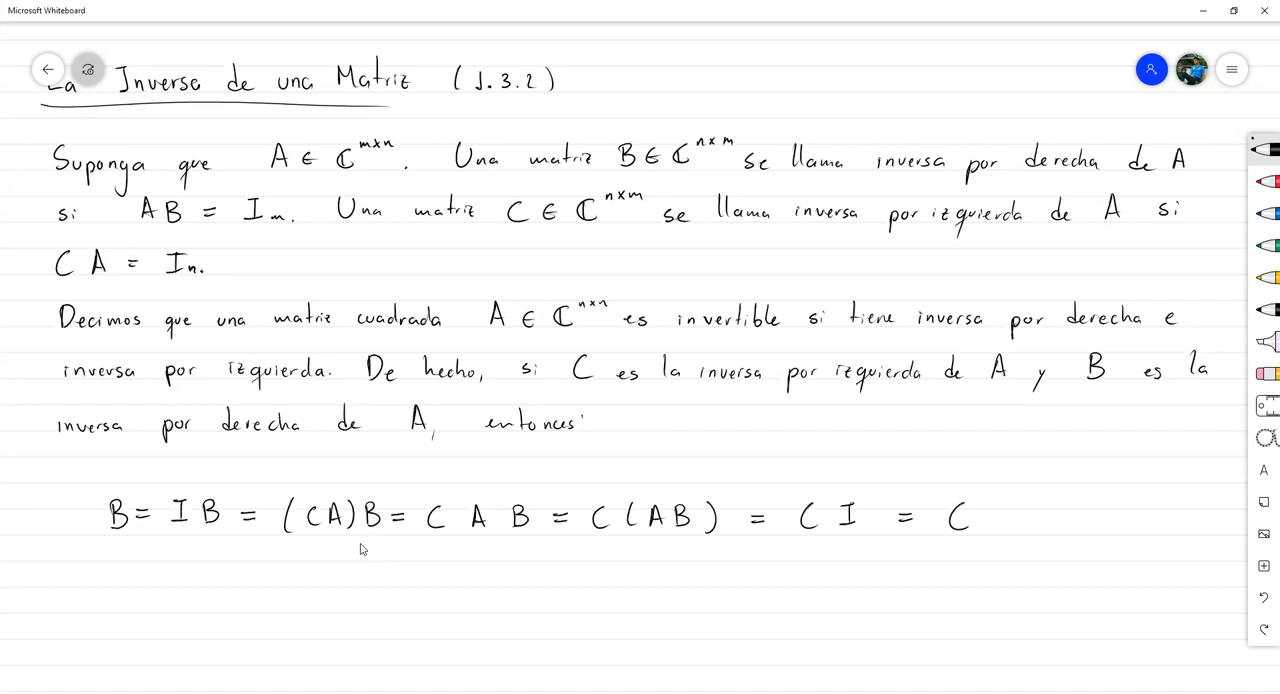 Microsoft Whiteboard
La Inversa de una Matriz (1.3.2)
Suponga que A ∈ ℂ^{m×n}. Una matriz B ∈ ℂ^{n×m} se llama inversa por derecha de A
si AB = Im. Una matriz C ∈ ℂ^{n×m} se llama inversa por izquierda de A si
CA = In.
Decimos que una matriz cuadrada A ∈ ℂ^{n×n} es invertible si tiene inversa por derecha e
inversa por izquierda. De hecho, si C es la inversa por izquierda de A y B es la
inversa por derecha de A, entonces:
B = IB = (CA)B = CAB = C(AB) = CI = C
A